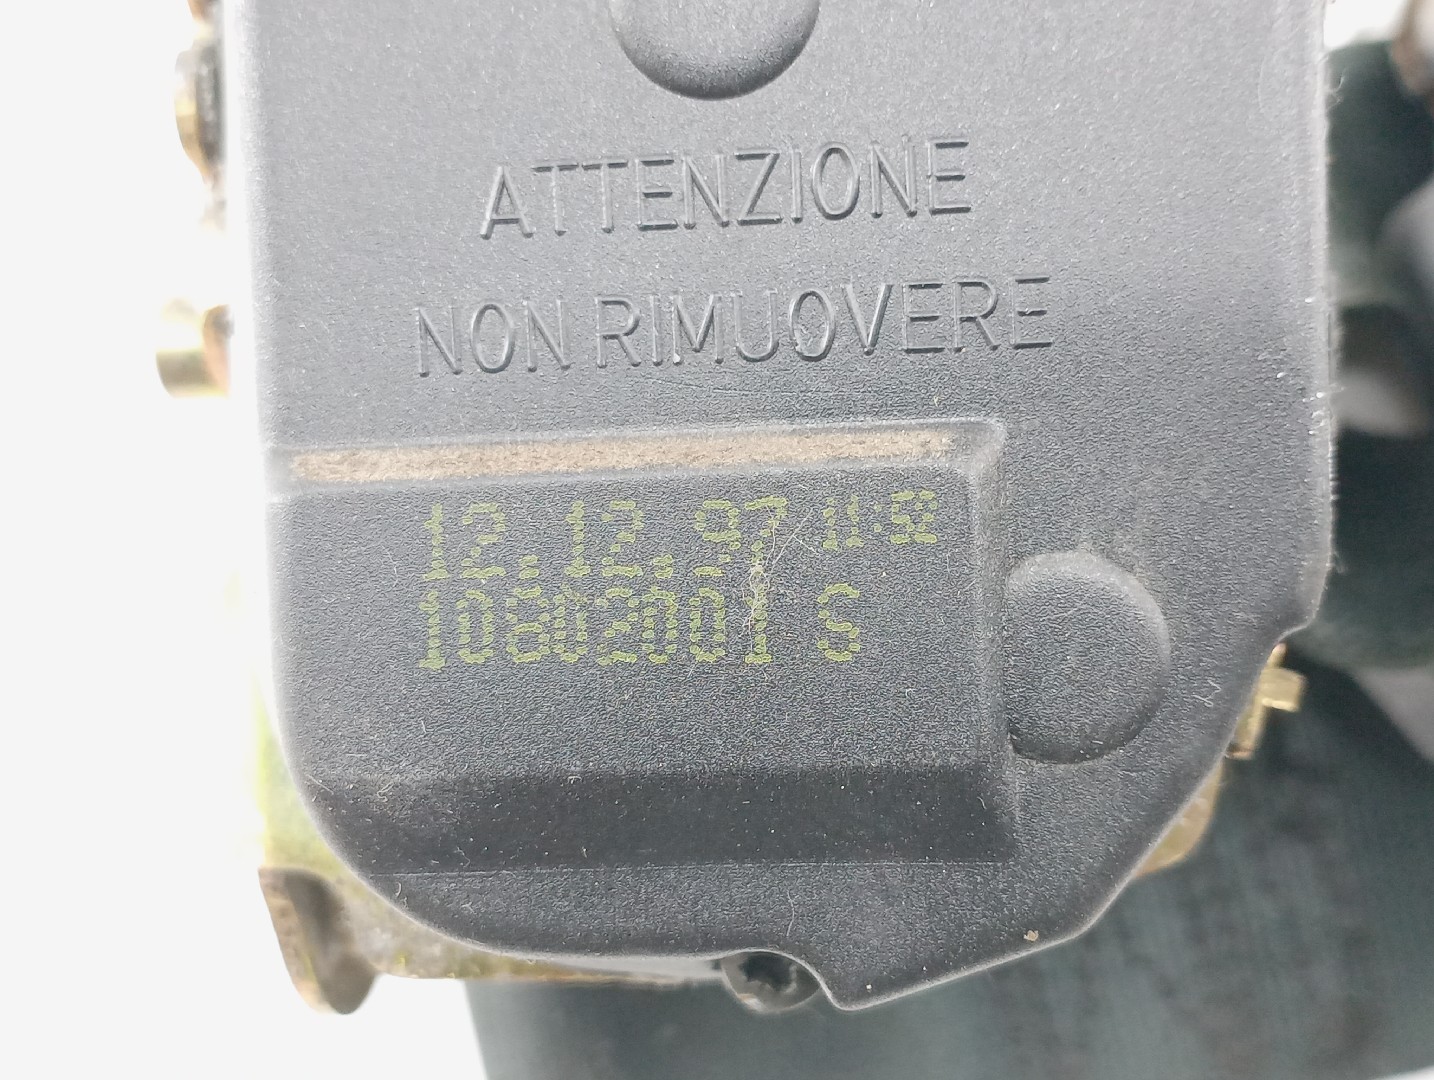 ATTENZIONE
NON RIMUOVERE
12.12.97 11:52
10802001 S